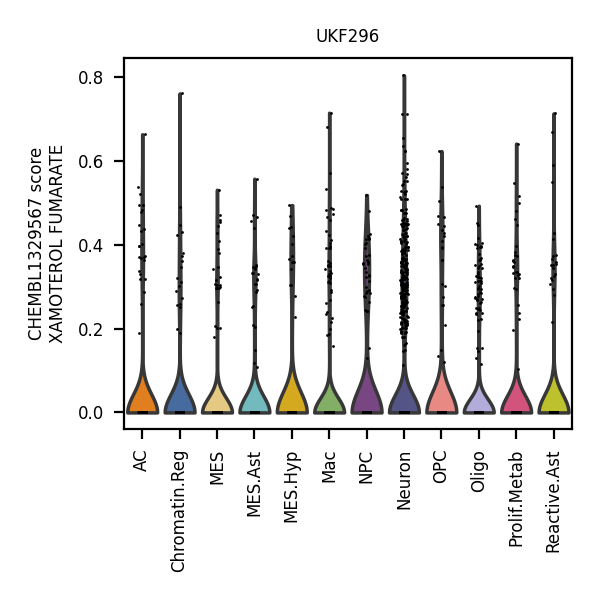 UKF296
CHEMBL1329567 score
XAMOTEROL FUMARATE
0.8
0.6
0.4
0.2
0.0
AC
Chromatin.Reg
MES
MES.Ast
MES.Hyp
Mac
NPC
Neuron
OPC
Oligo
Prolif.Metab
Reactive.Ast